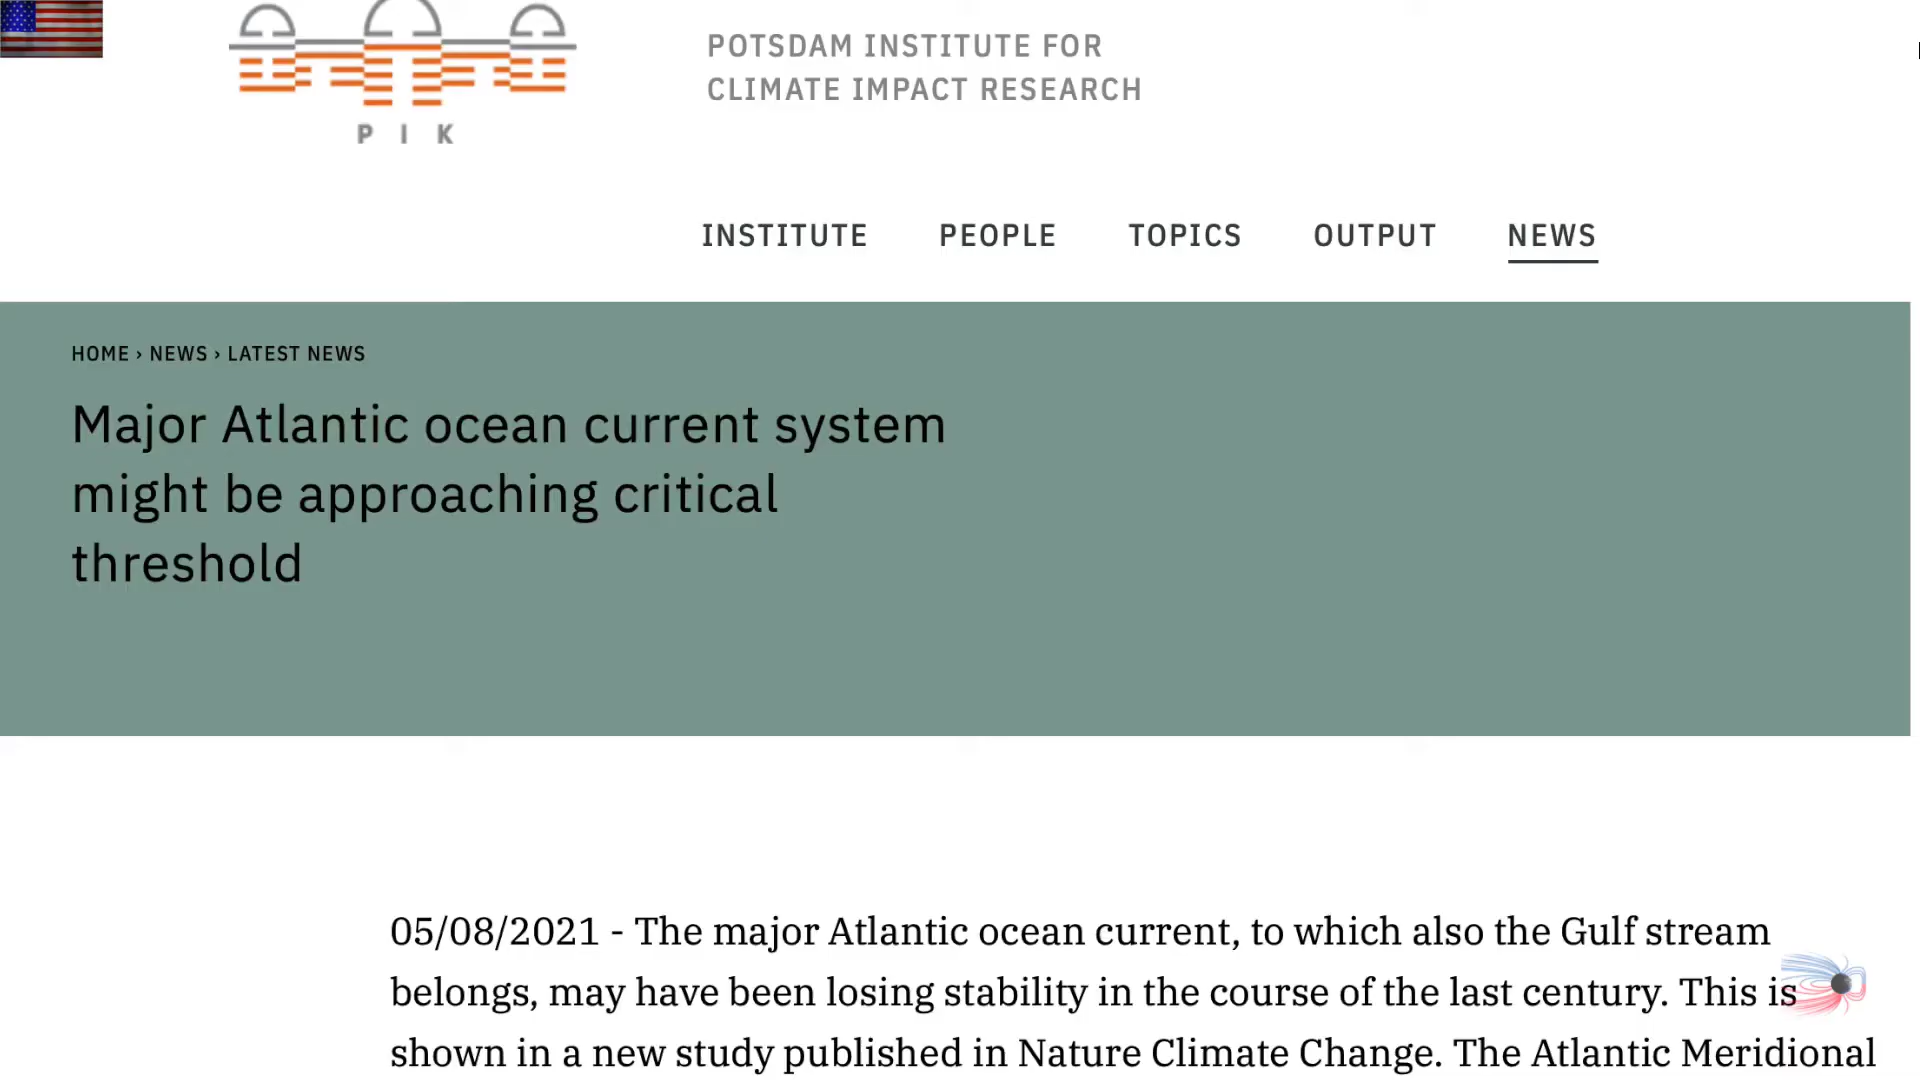 POTSDAM INSTITUTE FOR
CLIMATE IMPACT RESEARCH
P I K
INSTITUTE PEOPLE TOPICS OUTPUT NEWS
HOME › NEWS › LATEST NEWS
Major Atlantic ocean current system
might be approaching critical
threshold
05/08/2021 - The major Atlantic ocean current, to which also the Gulf stream
belongs, may have been losing stability in the course of the last century. This is
shown in a new study published in Nature Climate Change. The Atlantic Meridional